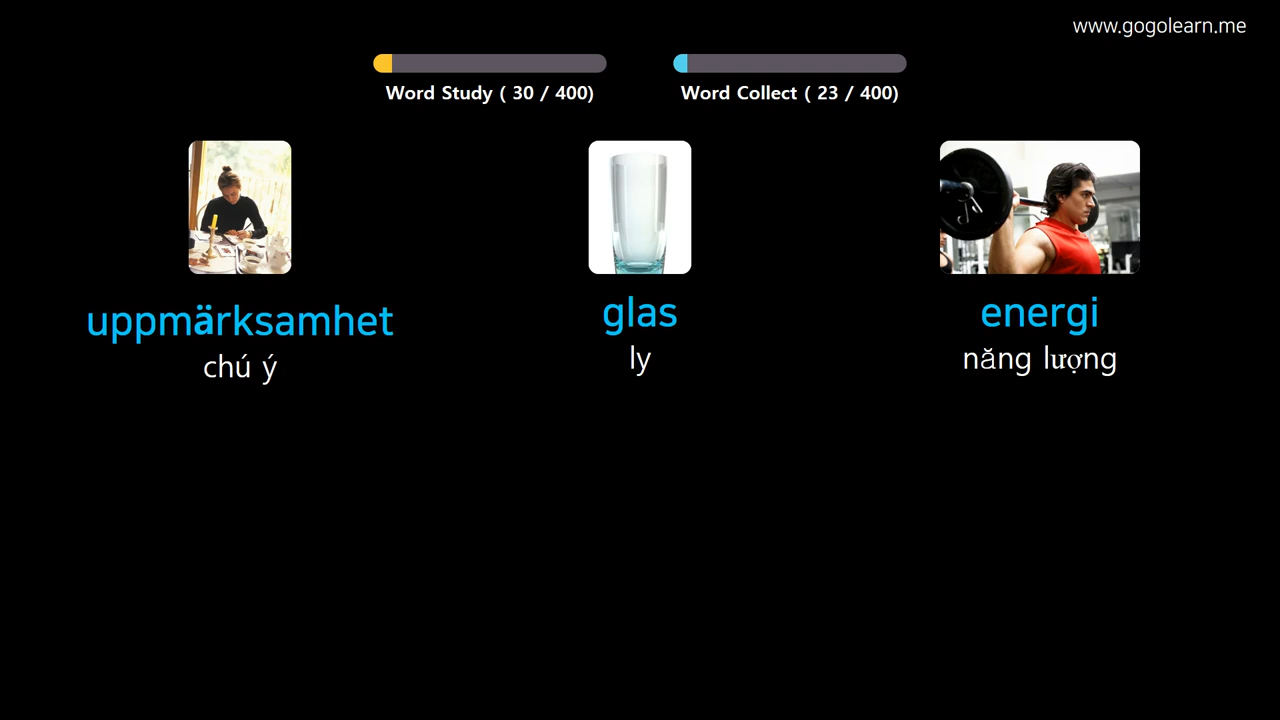 www.gogolearn.me
Word Study ( 30 / 400)
Word Collect ( 23 / 400)
uppmärksamhet
chú ý
glas
ly
energi
năng lượng